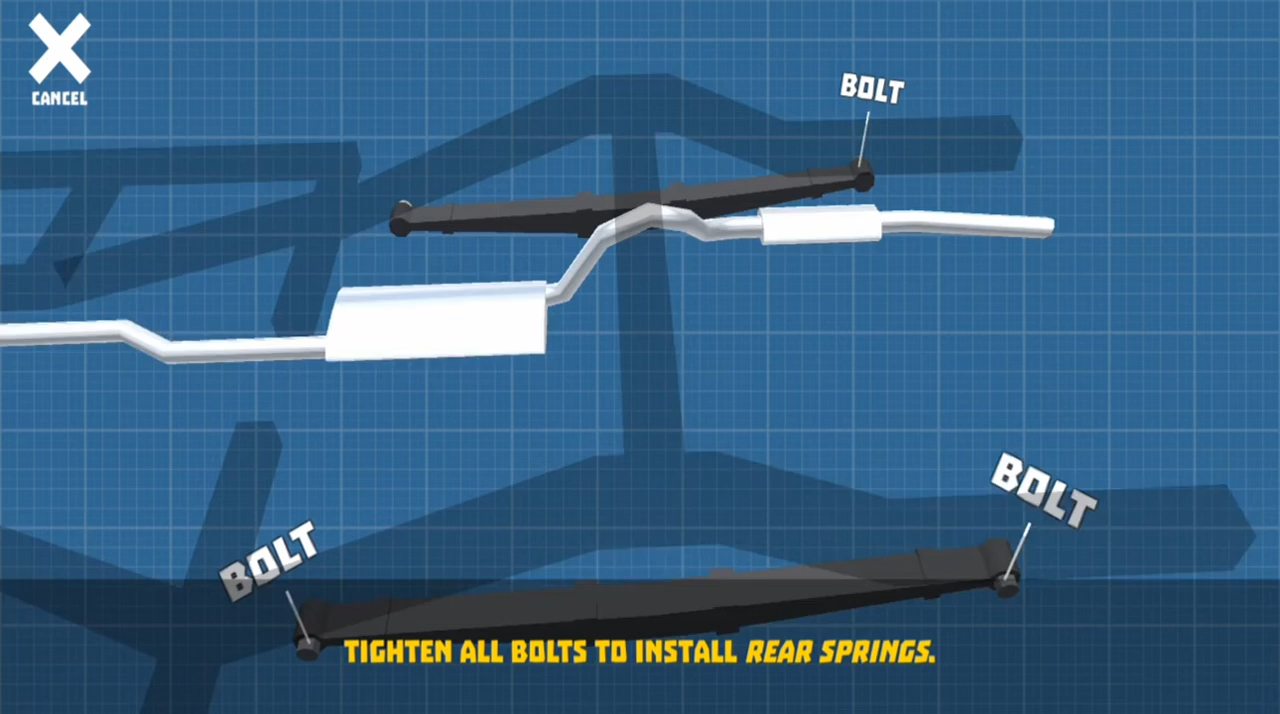 CANCEL
BOLT
BOLT
BOLT
TIGHTEN ALL BOLTS TO INSTALL REAR SPRINGS.